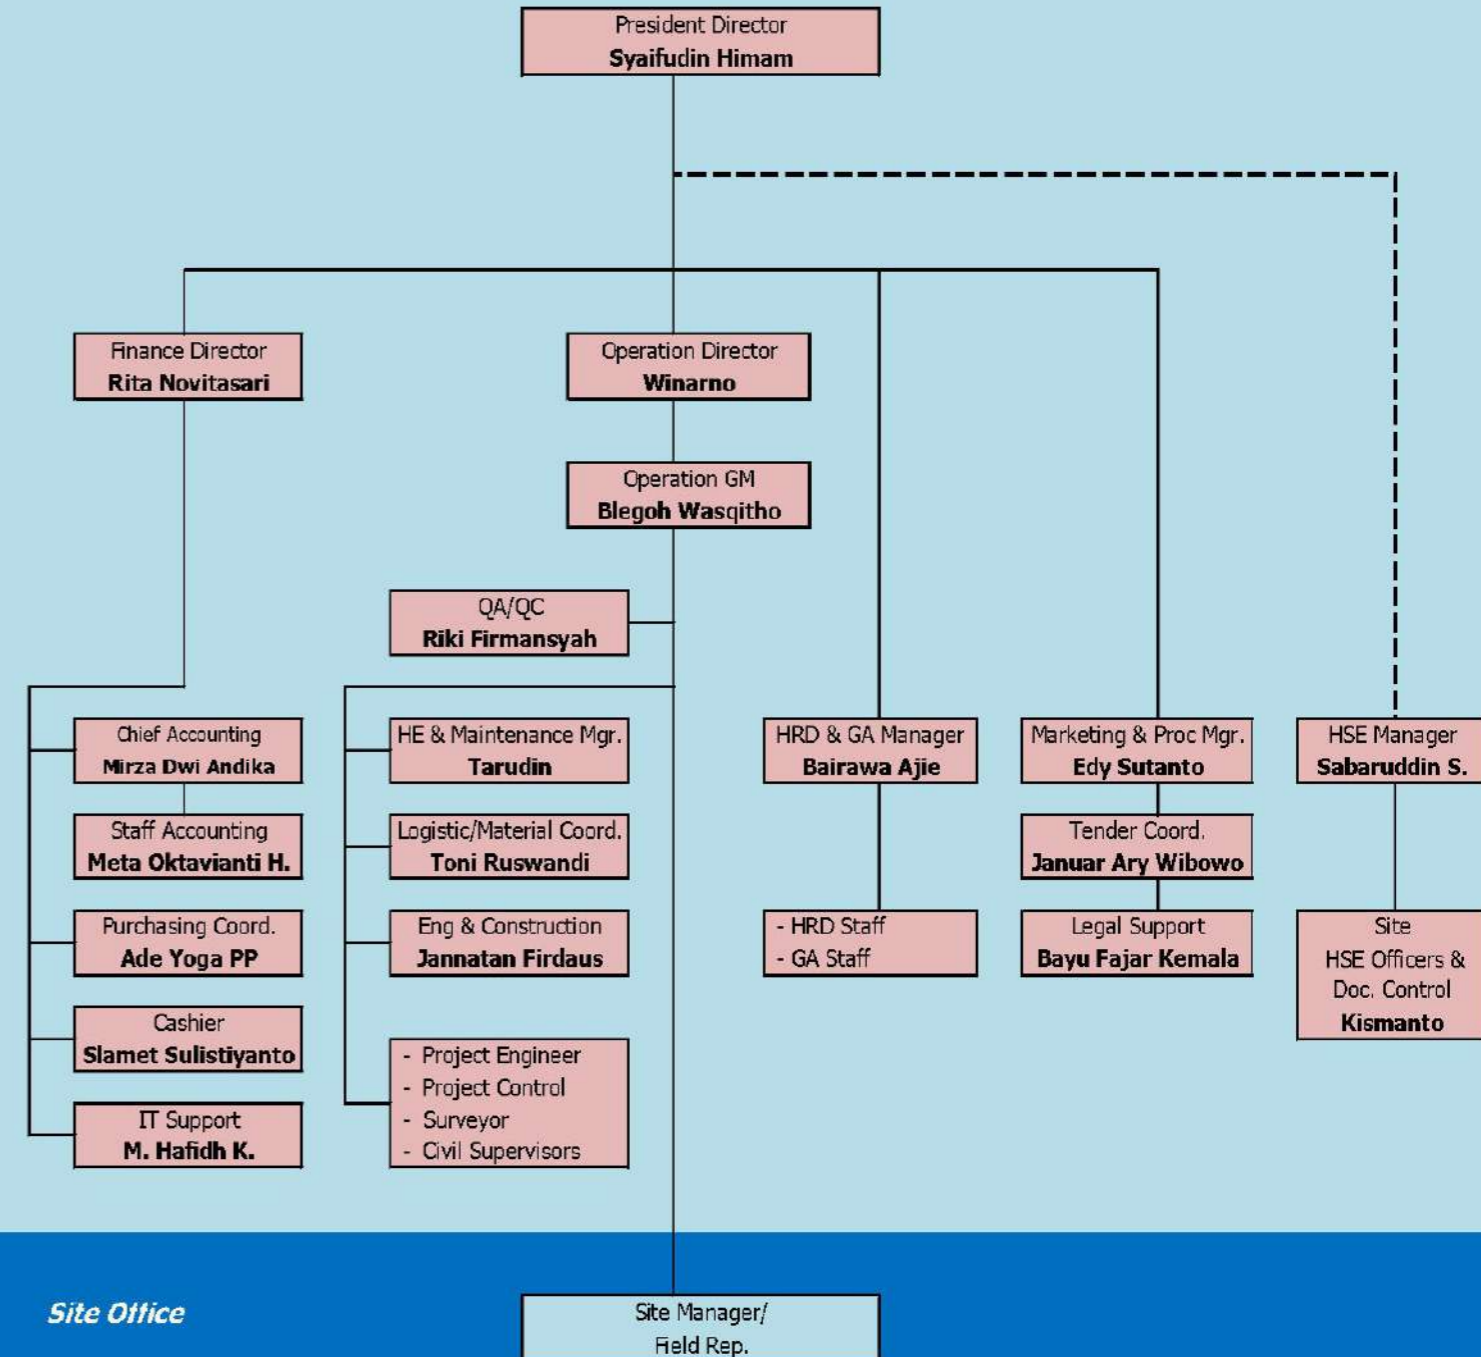 President Director
Syaifudin Himam
Finance Director
Rita Novitasari
Operation Director
Winarno
Operation GM
Blegoh Wasqitho
QA/QC
Riki Firmansyah
Chief Accounting
Mirza Dwi Andika
HE & Maintenance Mgr.
Tarudin
HRD & GA Manager
Bairawa Ajie
Marketing & Proc Mgr.
Edy Sutanto
HSE Manager
Sabaruddin S.
Staff Accounting
Meta Oktavianti H.
Logistic/Material Coord.
Toni Ruswandi
Tender Coord.
Januar Ary Wibowo
Purchasing Coord.
Ade Yoga PP
Eng & Construction
Jannatan Firdaus
- HRD Staff
- GA Staff
Legal Support
Bayu Fajar Kemala
Site
HSE Officers &
Doc. Control
Kismanto
Cashier
Slamet Sulistiyanto
- Project Engineer
- Project Control
- Surveyor
- Civil Supervisors
IT Support
M. Hafidh K.
Site Office
Site Manager/
Field Rep.